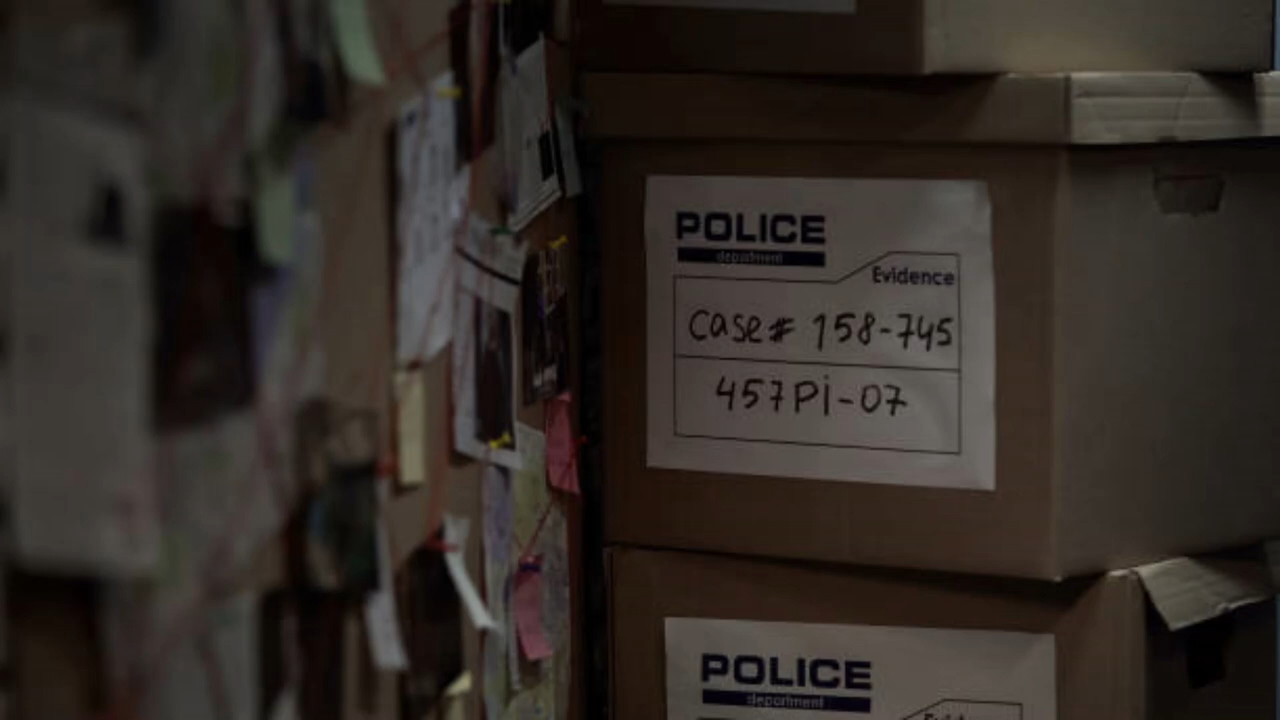 POLICE
department
Evidence
Case# 158-745
457Pi-07
POLICE
department